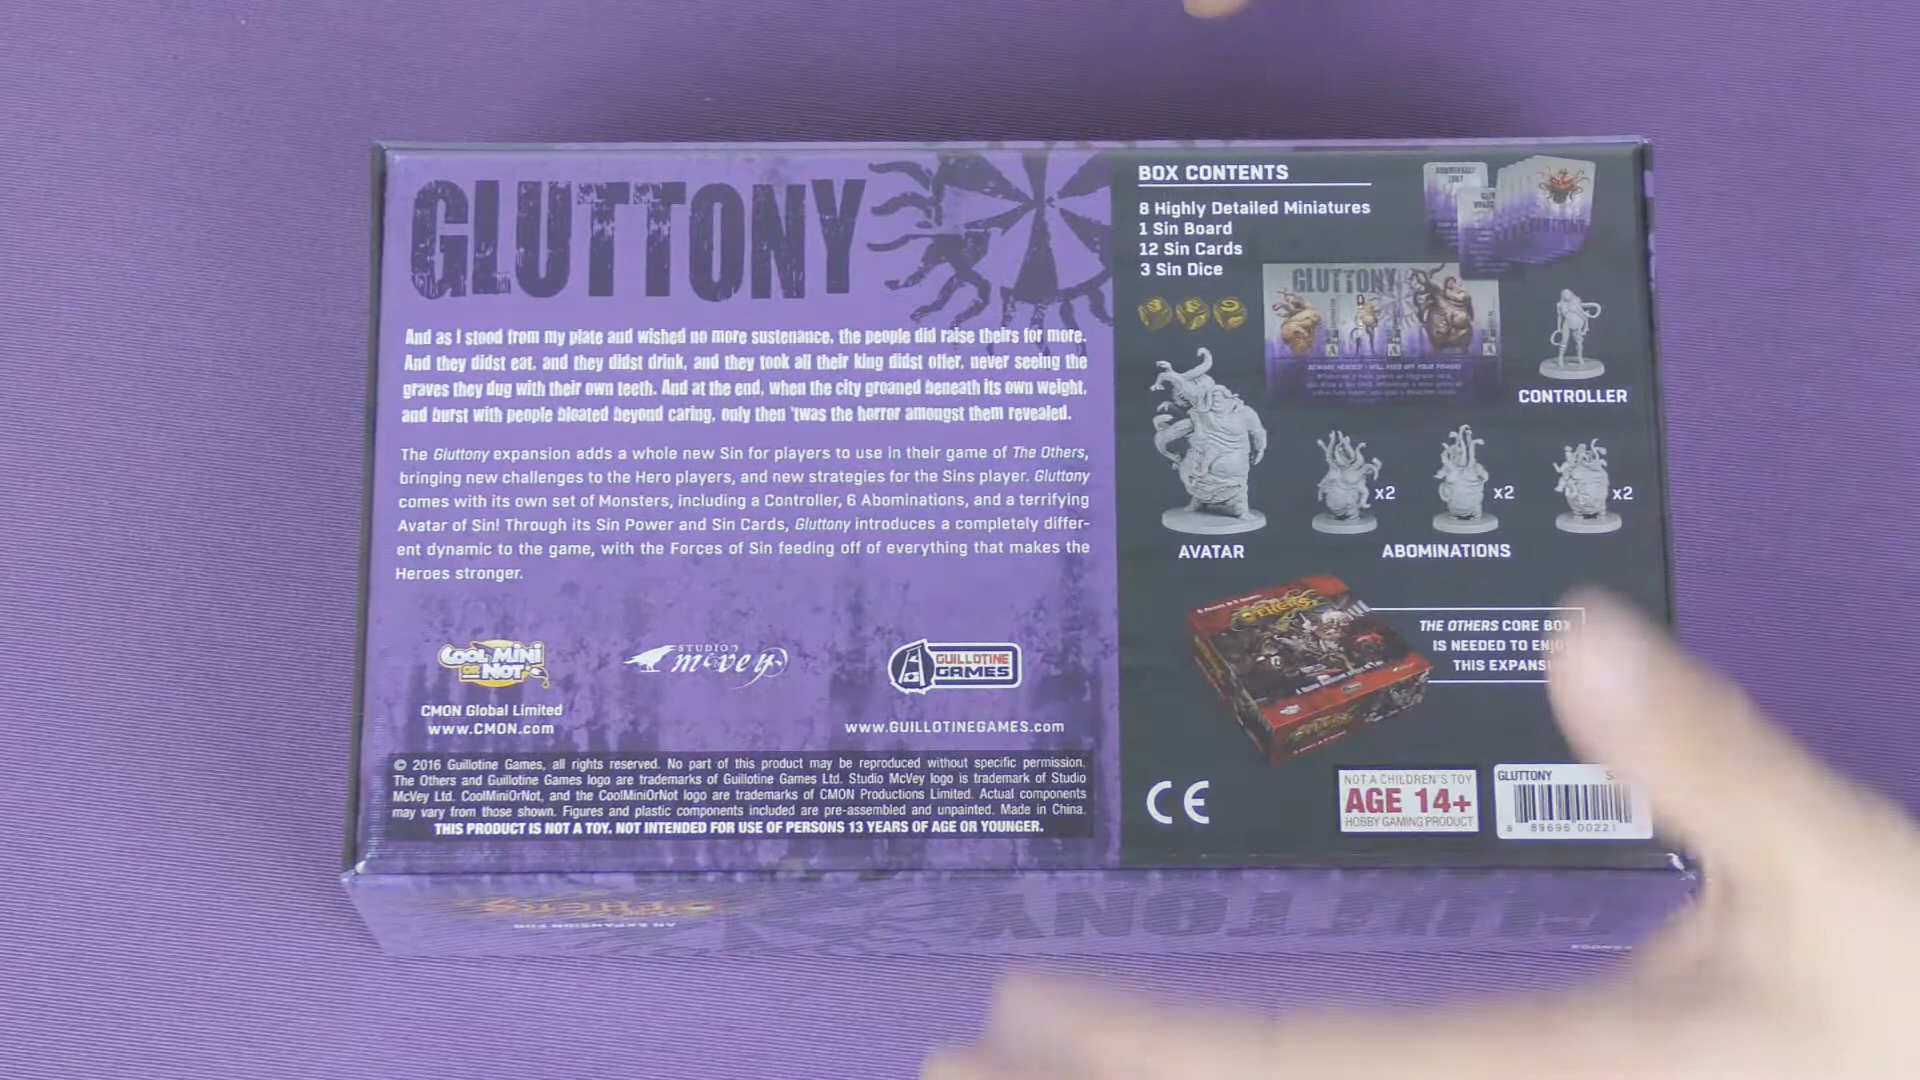 GLUTTONY
And as I stood from my plate and wished no more sustenance, the people did raise theirs for more.
And they didst eat, and they didst drink, and they took all their king didst offer, never seeing the
graves they dug with their own teeth. And at the end, when the city groaned beneath its own weight,
and burst with people bloated beyond caring, only then 'twas the horror amongst them revealed.
The Gluttony expansion adds a whole new Sin for players to use in their game of The Others,
bringing new challenges to the Hero players, and new strategies for the Sins player. Gluttony
comes with its own set of Monsters, including a Controller, 6 Abominations, and a terrifying
Avatar of Sin! Through its Sin Power and Sin Cards, Gluttony introduces a completely differ-
ent dynamic to the game, with the Forces of Sin feeding off of everything that makes the
Heroes stronger.
COOL MINI
OR NOT
STUDIO
mcvey
GUILLOTINE
GAMES
CMON Global Limited
www.CMON.com
www.GUILLOTINEGAMES.com
© 2016 Guillotine Games, all rights reserved. No part of this product may be reproduced without specific permission.
The Others and Guillotine Games logo are trademarks of Guillotine Games Ltd. Studio McVey logo is trademark of Studio
McVey Ltd. CoolMiniOrNot, and the CoolMiniOrNot logo are trademarks of CMON Productions Limited. Actual components
may vary from those shown. Figures and plastic components included are pre-assembled and unpainted. Made in China.
THIS PRODUCT IS NOT A TOY. NOT INTENDED FOR USE OF PERSONS 13 YEARS OF AGE OR YOUNGER.
BOX CONTENTS
8 Highly Detailed Miniatures
1 Sin Board
12 Sin Cards
3 Sin Dice
GLUTTONY
CONTROLLER
x2
x2
x2
AVATAR
ABOMINATIONS
OTHERS
THE OTHERS CORE BOX
IS NEEDED TO
THIS
CE
NOT A CHILDREN'S TOY
AGE 14+
HOBBY GAMING PRODUCT
GLUTTONY
8 89696 00221
AN EXPANSION FOR
OTHERS
GLUTTONY